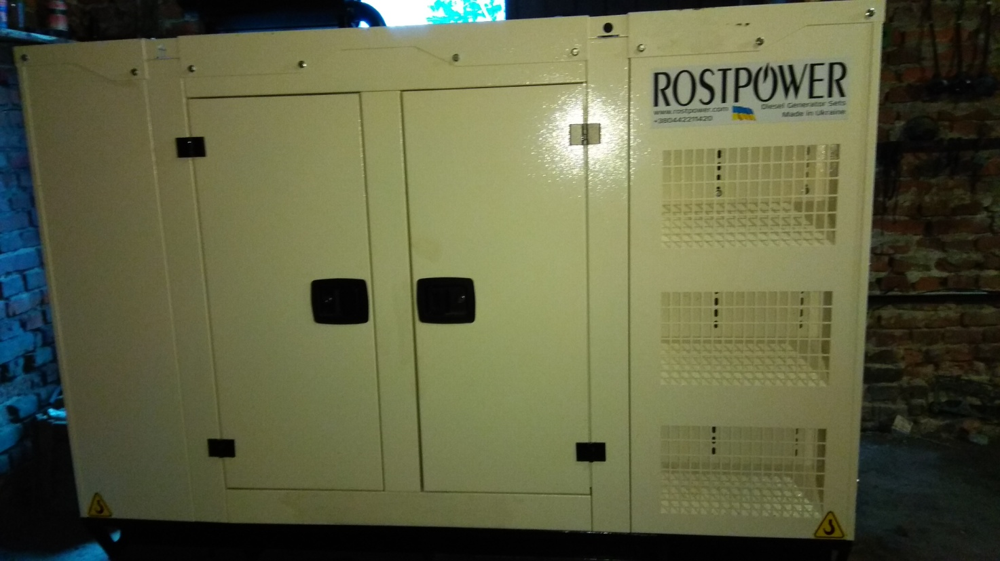 ROSTPOWER
www.rostpower.com
Diesel Generator Sets
+380442211420
Made in Ukraine